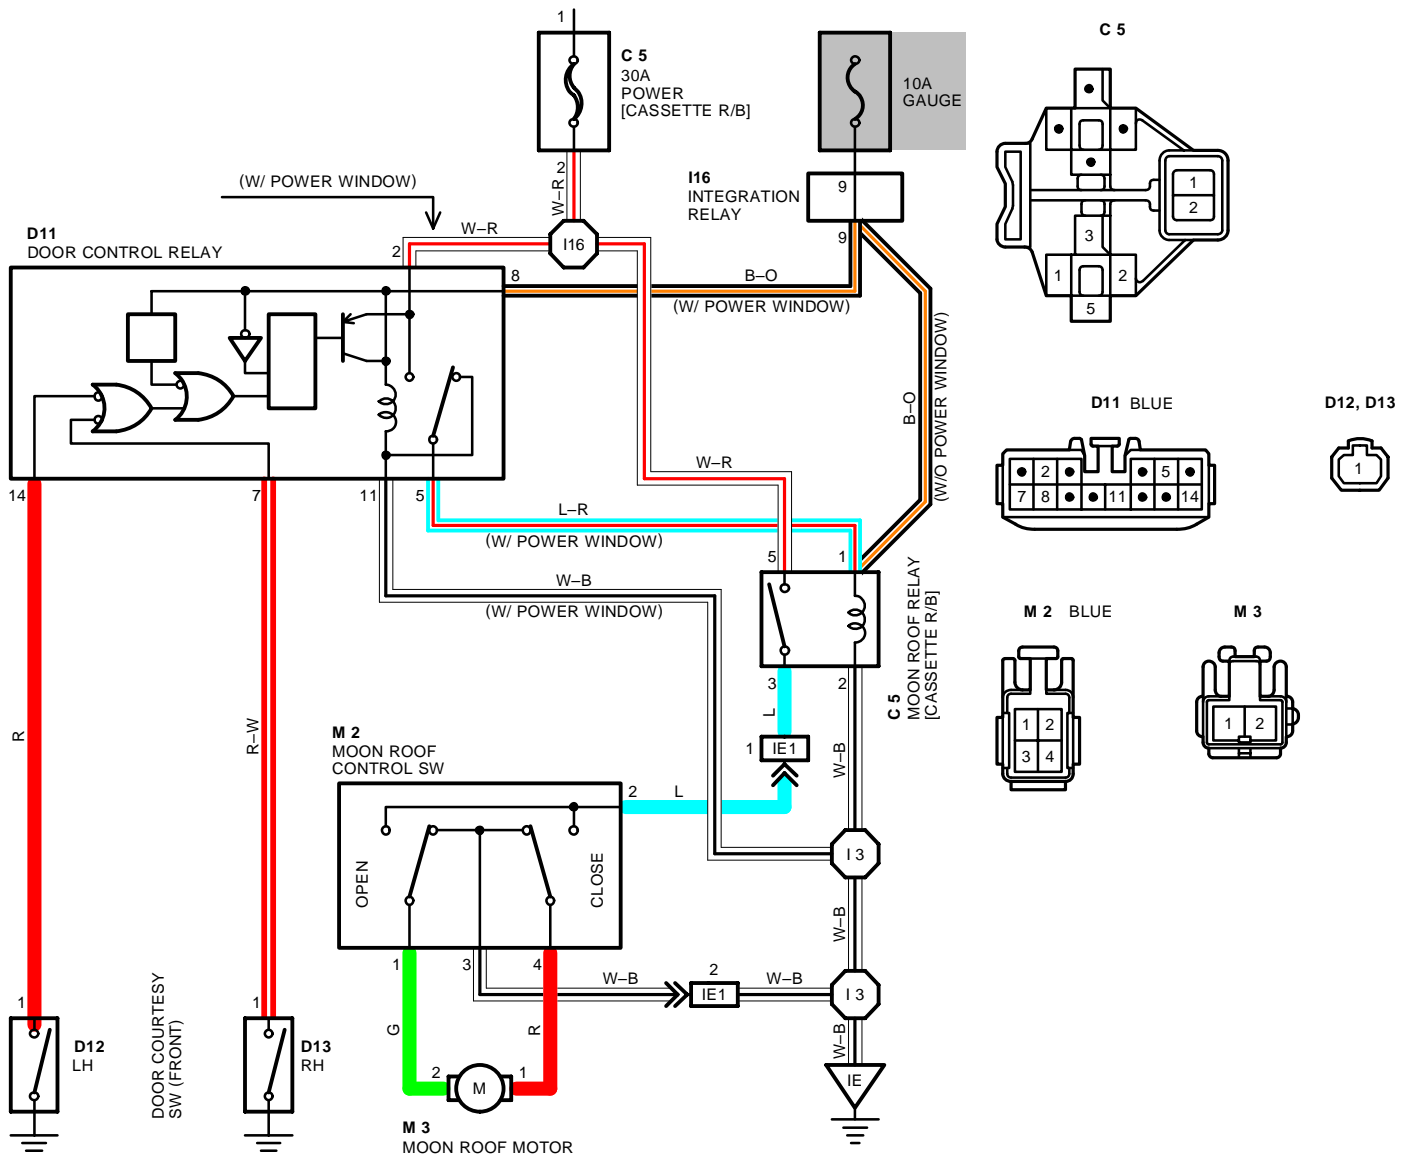 1
C 5
30A
POWER
[CASSETTE R/B]
2
W–R
10A
GAUGE
I16
INTEGRATION
RELAY
9
9
C 5
1
2
3
1
2
5
(W/ POWER WINDOW)
D11
DOOR CONTROL RELAY
2
W–R
I16
8
B–O
(W/ POWER WINDOW)
B–O
(W/O POWER WINDOW)
14
7
11
5
W–R
L–R
(W/ POWER WINDOW)
W–B
(W/ POWER WINDOW)
5
1
C 5
MOON ROOF RELAY
[CASSETTE R/B]
3
2
L
1
IE1
W–B
D11 BLUE
2
5
7
8
11
14
D12, D13
1
M 2 BLUE
1
2
3
4
M 3
1
2
R
R–W
M 2
MOON ROOF
CONTROL SW
2
L
OPEN
CLOSE
I 3
W–B
1
3
4
W–B
2
IE1
W–B
I 3
W–B
IE
G
R
2
M
1
M 3
MOON ROOF MOTOR
1
D12
LH
DOOR COURTESY
SW (FRONT)
1
D13
RH